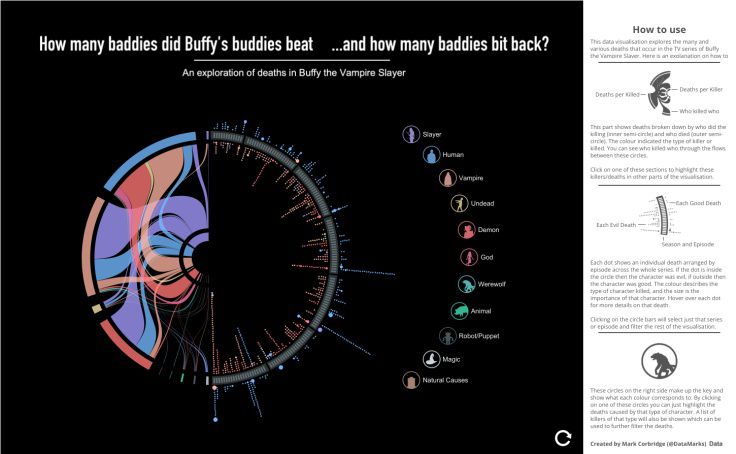 How many baddies did Buffy's buddies beat ...and how many baddies bit back?
An exploration of deaths in Buffy the Vampire Slayer
Slayer
Human
Vampire
Undead
Demon
God
Werewolf
Animal
Robot/Puppet
Magic
Natural Causes
How to use
This data visualisation explores the many and
various deaths that occur in the TV series of Buffy
the Vampire Slayer. Here is an explanation on how to
Deaths per Killer
Deaths per Killed
Who killed who
This part shows deaths broken down by who did the
killing (inner semi-circle) and who died (outer semi-
circle). The colour indicated the type of killer or
killed. You can see who killed who through the flows
between these circles.
Click on one of these sections to highlight these
killers/deaths in other parts of the visualisation.
Each Good Death
Each Evil Death
Season and Episode
Each dot shows an individual death arranged by
episode across the whole series. If the dot is inside
the circle then the character was evil, if outside then
the character was good. The colour describes the
type of character killed, and the size is the
importance of that character. Hover over each dot
for more details on that death.
Clicking on the circle bars will select just that series
or episode and filter the rest of the visualisation.
These circles on the right side make up the key and
show what each colour corresponds to. By clicking
on one of these circles you can just highlight the
deaths caused by that type of character. A list of
killers of that type will also be shown which can be
used to further filter the deaths.
Created by Mark Corbridge (@DataMarks) Data